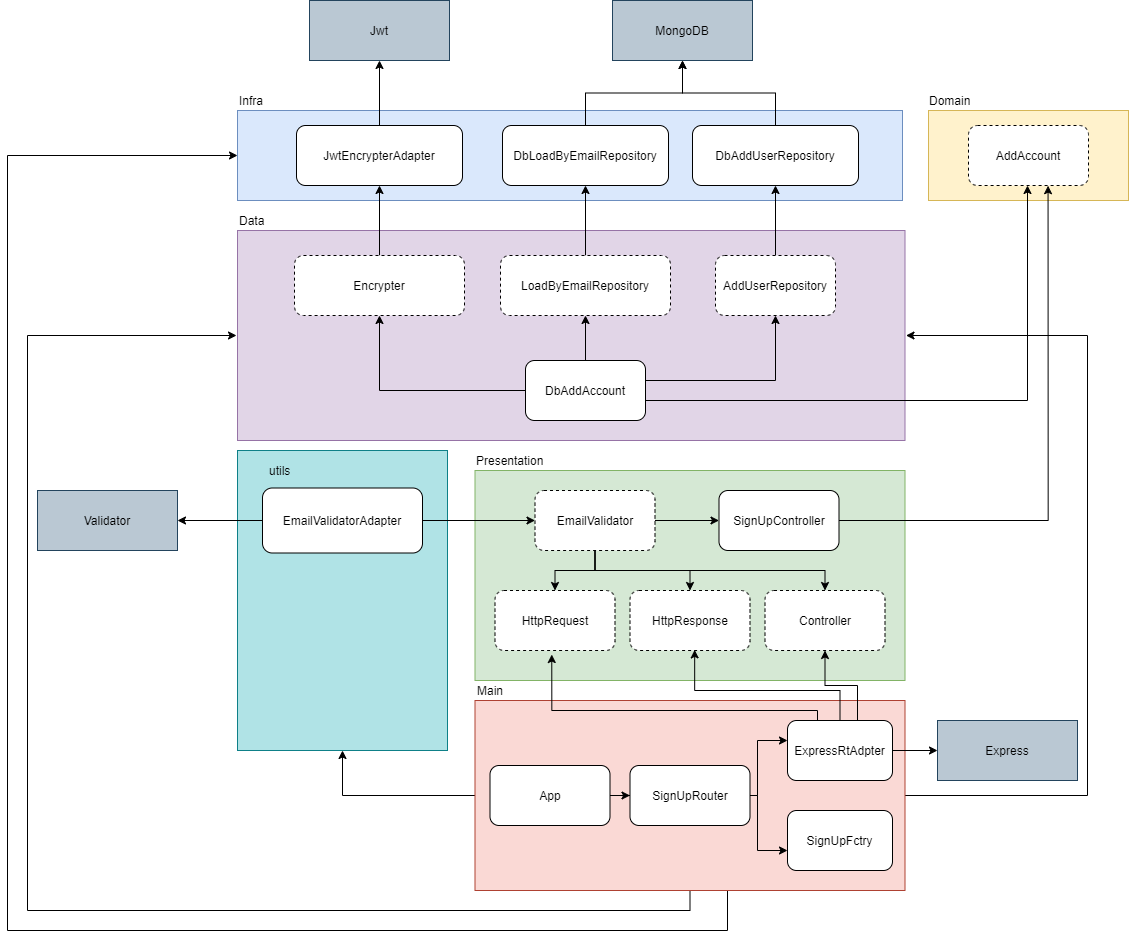 Jwt
MongoDB
Infra
Domain
JwtEncrypterAdapter
DbLoadByEmailRepository
DbAddUserRepository
AddAccount
Data
Encrypter
LoadByEmailRepository
AddUserRepository
DbAddAccount
utils
Presentation
Validator
EmailValidatorAdapter
EmailValidator
SignUpController
HttpRequest
HttpResponse
Controller
Main
ExpressRtAdpter
Express
App
SignUpRouter
SignUpFctry